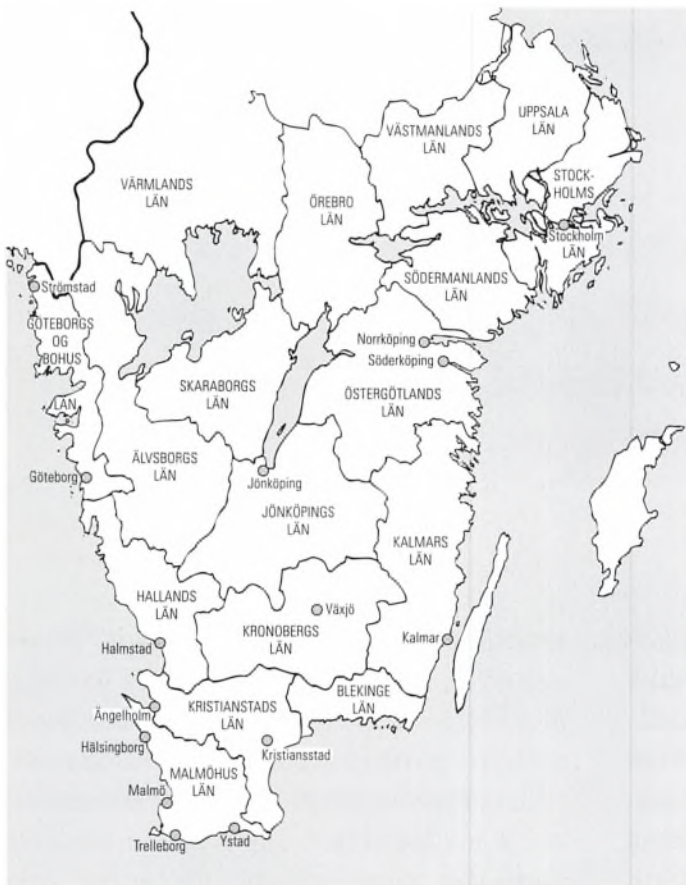 UPPSALA
LÄN
VÄSTMANLANDS
LÄN
STOCK-
HOLMS
Stockholm
LÄN
VÄRMLANDS
LÄN
ÖREBRO
LÄN
SÖDERMANLANDS
LÄN
Strömstad
GÖTEBORGS
OG
BOHUS
LÄN
Norrköping
Söderköping
SKARABORGS
LÄN
ÖSTERGÖTLANDS
LÄN
ÄLVSBORGS
LÄN
Göteborg
Jönköping
JÖNKÖPINGS
LÄN
KALMARS
LÄN
HALLANDS
LÄN
Växjö
KRONOBERGS
LÄN
Halmstad
Kalmar
BLEKINGE
LÄN
KRISTIANSTADS
LÄN
Ängelholm
Hälsingborg
Kristiansstad
MALMÖHUS
LÄN
Malmö
Trelleborg
Ystad